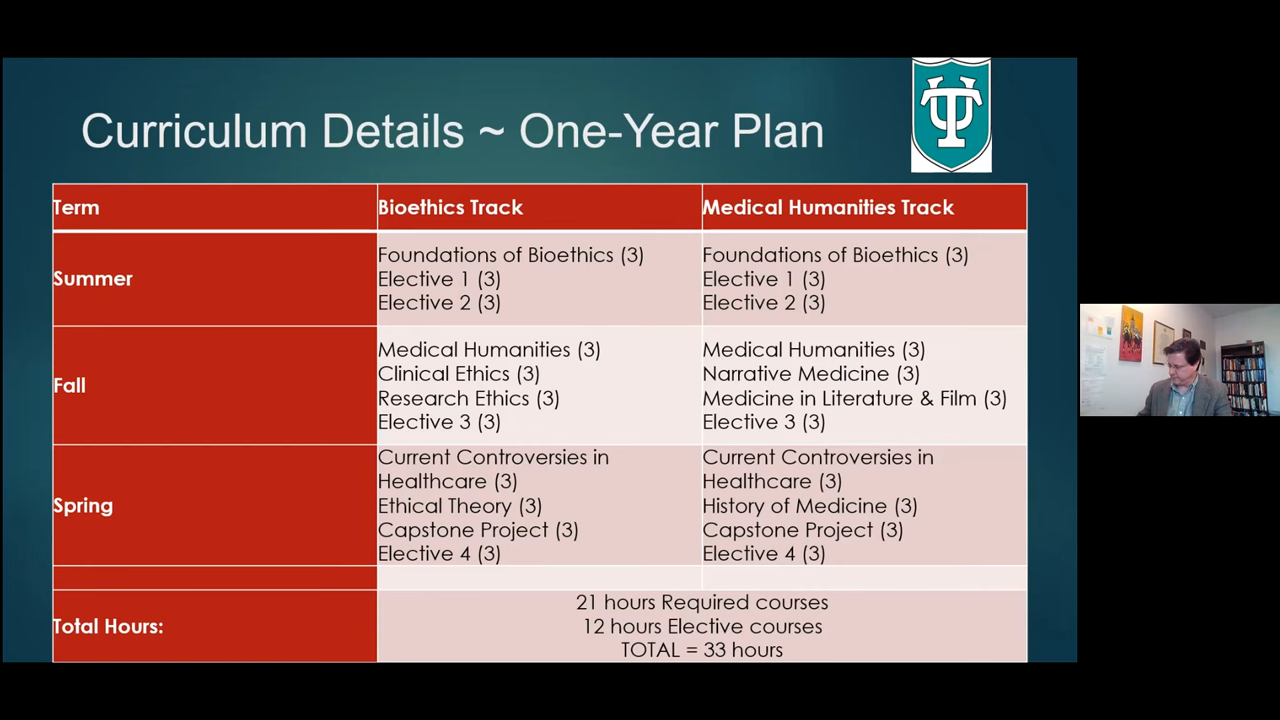 Curriculum Details ~ One-Year Plan
Term
Bioethics Track
Medical Humanities Track
Summer
Foundations of Bioethics (3)
Elective 1 (3)
Elective 2 (3)
Foundations of Bioethics (3)
Elective 1 (3)
Elective 2 (3)
Fall
Medical Humanities (3)
Clinical Ethics (3)
Research Ethics (3)
Elective 3 (3)
Medical Humanities (3)
Narrative Medicine (3)
Medicine in Literature & Film (3)
Elective 3 (3)
Spring
Current Controversies in
Healthcare (3)
Ethical Theory (3)
Capstone Project (3)
Elective 4 (3)
Current Controversies in
Healthcare (3)
History of Medicine (3)
Capstone Project (3)
Elective 4 (3)
Total Hours:
21 hours Required courses
12 hours Elective courses
TOTAL = 33 hours